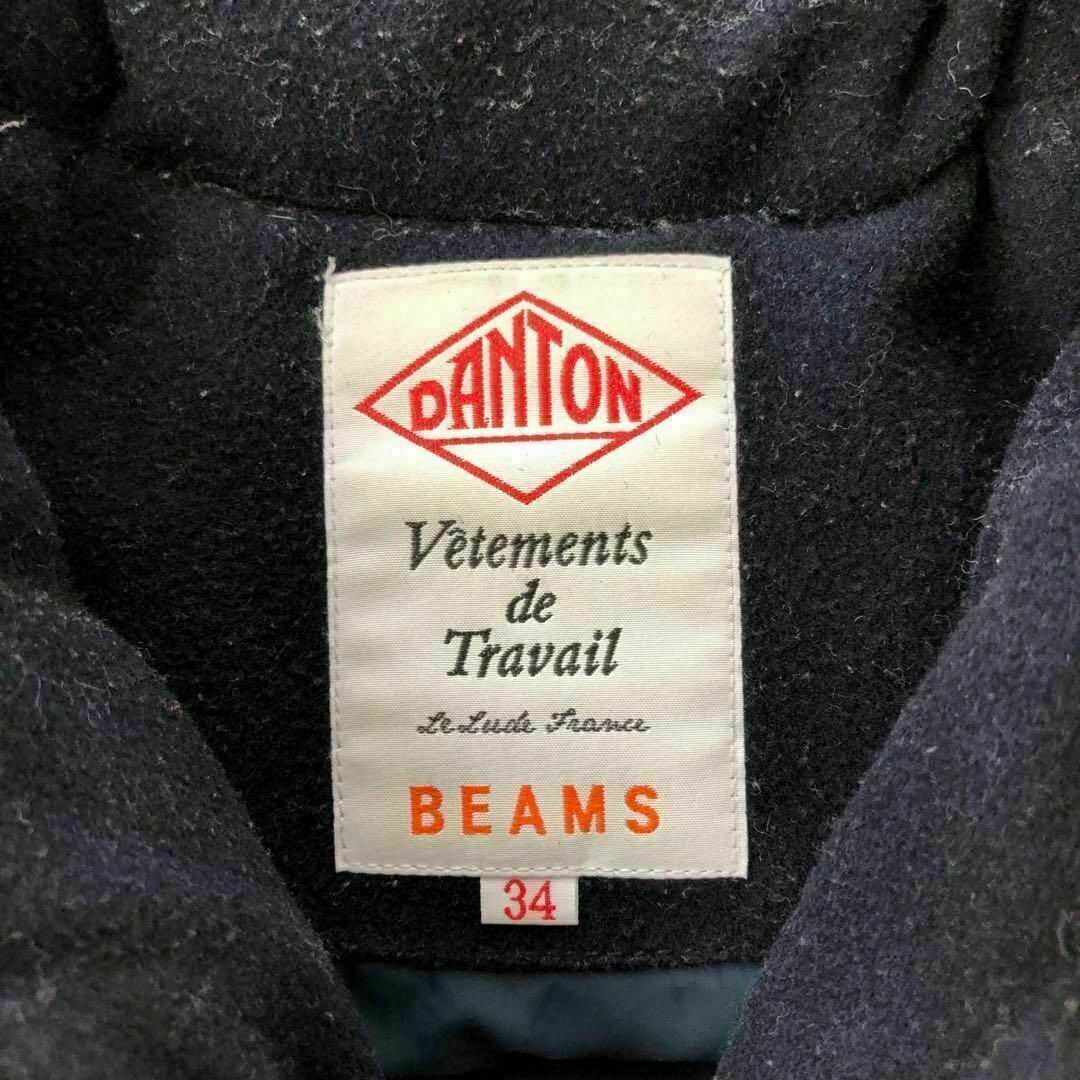 DANTON
Vêtements
de
Travail
Le Lude France
BEAMS
34